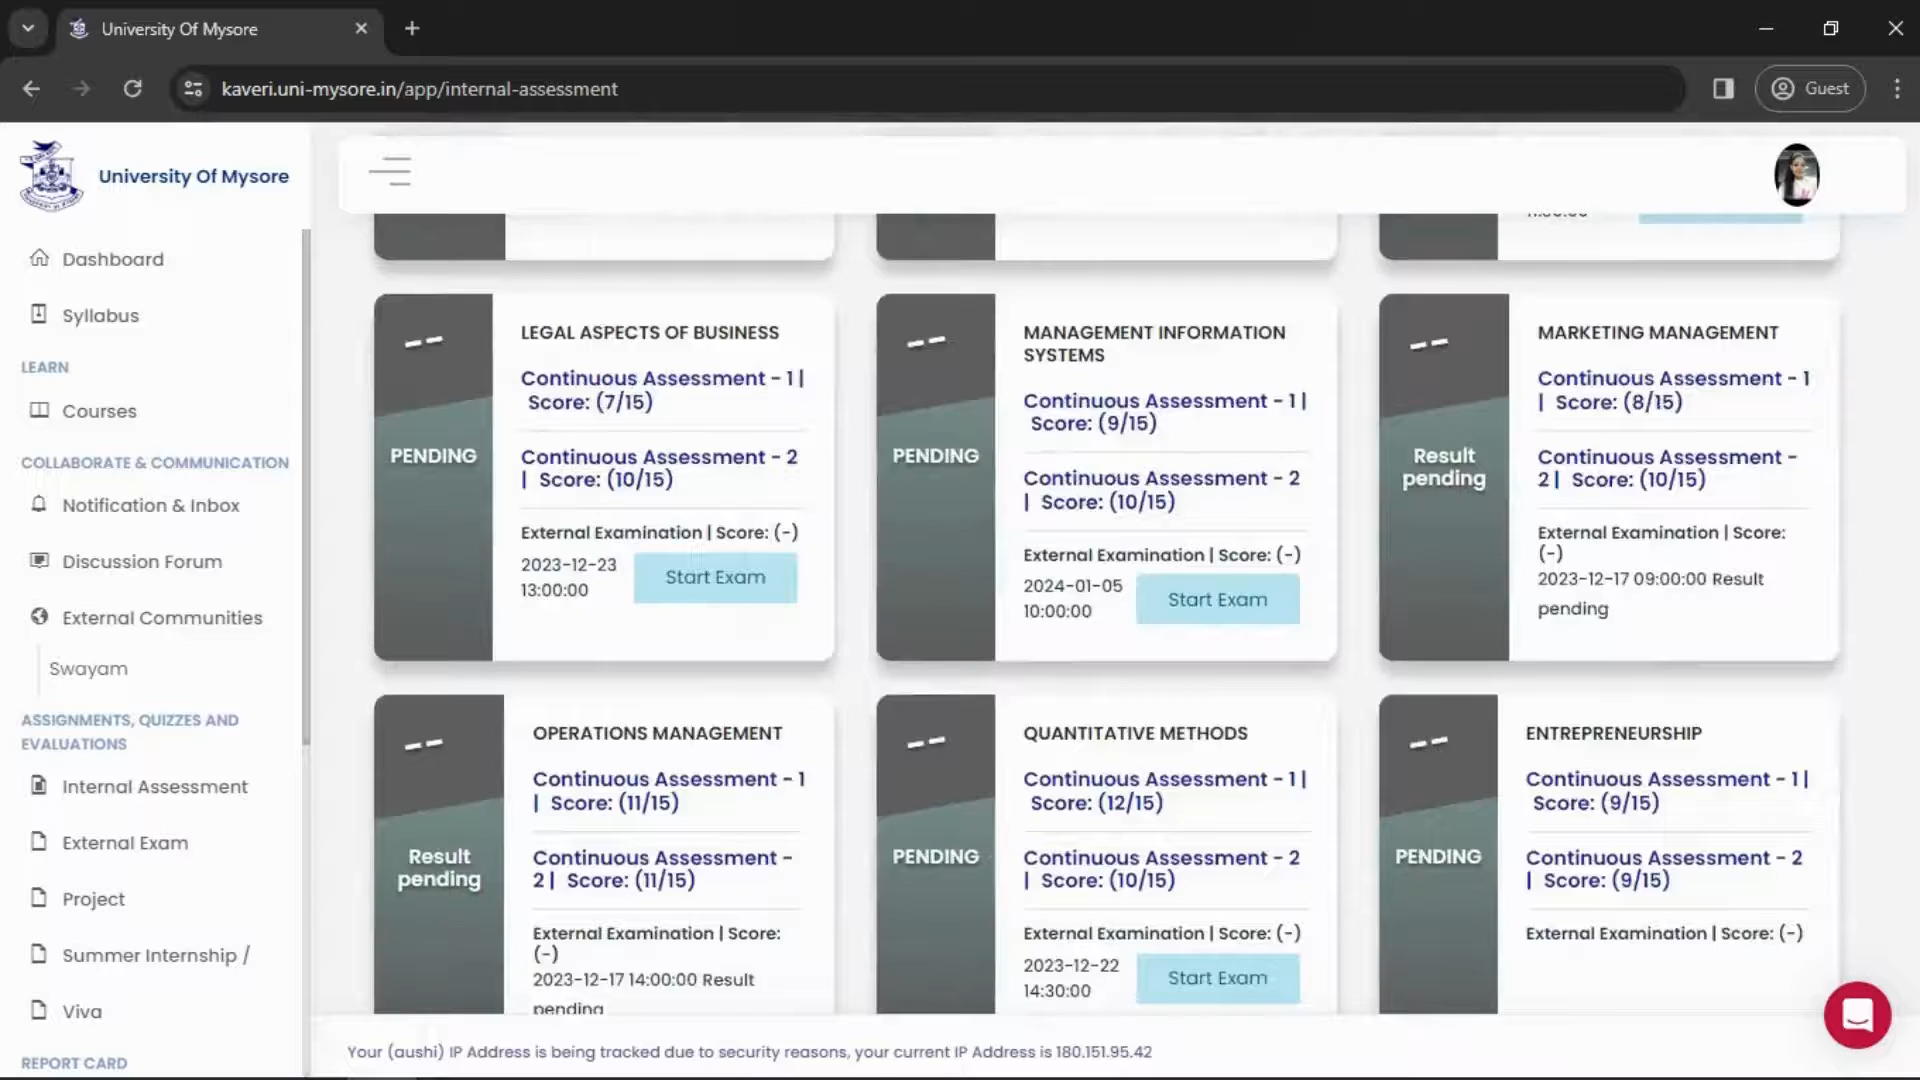 University Of Mysore
kaveri.uni-mysore.in/app/internal-assessment
Guest
University Of Mysore
Dashboard
Syllabus
LEARN
Courses
COLLABORATE & COMMUNICATION
Notification & Inbox
Discussion Forum
External Communities
Swayam
ASSIGNMENTS, QUIZZES AND
EVALUATIONS
Internal Assessment
External Exam
Project
Summer Internship /
Viva
REPORT CARD
--
PENDING
LEGAL ASPECTS OF BUSINESS
Continuous Assessment - 1 |
Score: (7/15)
Continuous Assessment - 2
| Score: (10/15)
External Examination | Score: (-)
2023-12-23
13:00:00
Start Exam
--
PENDING
MANAGEMENT INFORMATION
SYSTEMS
Continuous Assessment - 1 |
Score: (9/15)
Continuous Assessment - 2
| Score: (10/15)
External Examination | Score: (-)
2024-01-05
10:00:00
Start Exam
--
Result
pending
MARKETING MANAGEMENT
Continuous Assessment - 1
| Score: (8/15)
Continuous Assessment -
2 | Score: (10/15)
External Examination | Score:
(-)
2023-12-17 09:00:00 Result
pending
--
Result
pending
OPERATIONS MANAGEMENT
Continuous Assessment - 1
| Score: (11/15)
Continuous Assessment -
2 | Score: (11/15)
External Examination | Score:
(-)
2023-12-17 14:00:00 Result
pending
--
PENDING
QUANTITATIVE METHODS
Continuous Assessment - 1 |
Score: (12/15)
Continuous Assessment - 2
| Score: (10/15)
External Examination | Score: (-)
2023-12-22
14:30:00
Start Exam
--
PENDING
ENTREPRENEURSHIP
Continuous Assessment - 1 |
Score: (9/15)
Continuous Assessment - 2
| Score: (9/15)
External Examination | Score: (-)
Your (aushi) IP Address is being tracked due to security reasons, your current IP Address is 180.151.95.42